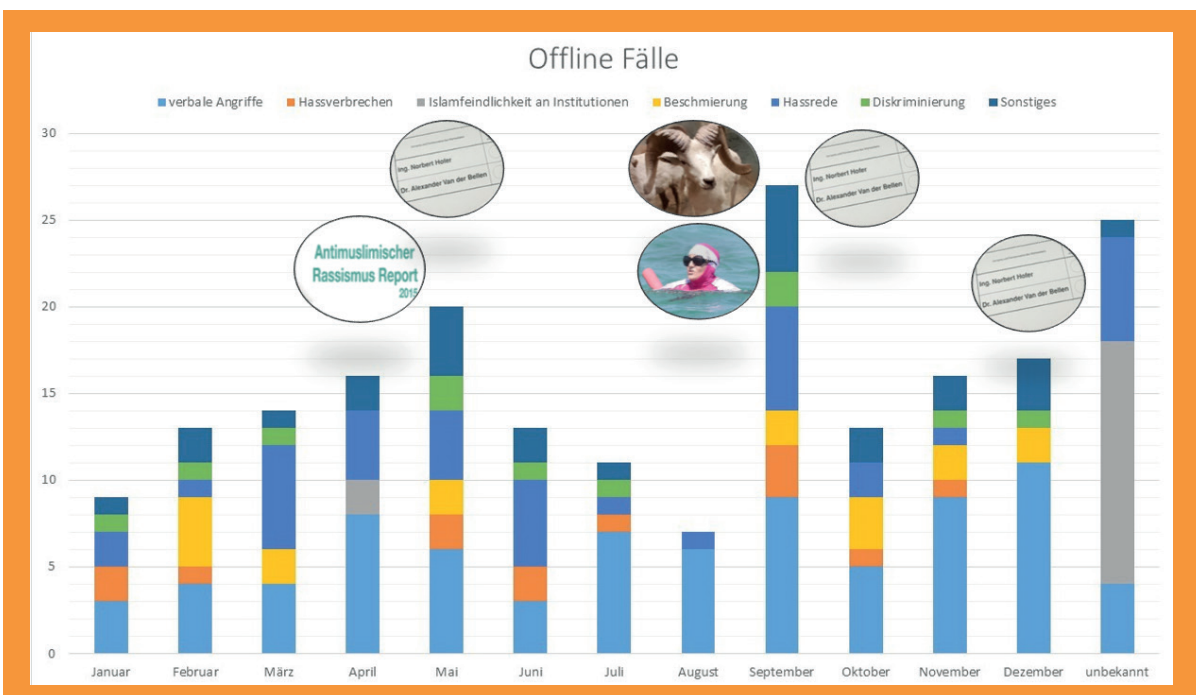 Offline Fälle
verbale Angriffe Hassverbrechen Islamfeindlichkeit an Institutionen Beschmierung Hassrede Diskriminierung Sonstiges
30
25
20
15
10
5
0
Ing. Norbert Hofer
Dr. Alexander Van der Bellen
Antimuslimischer
Rassismus Report
2015
Ing. Norbert Hofer
Dr. Alexander Van der Bellen
Ing. Norbert Hofer
Dr. Alexander Van der Bellen
Januar Februar März April Mai Juni Juli August September Oktober November Dezember unbekannt